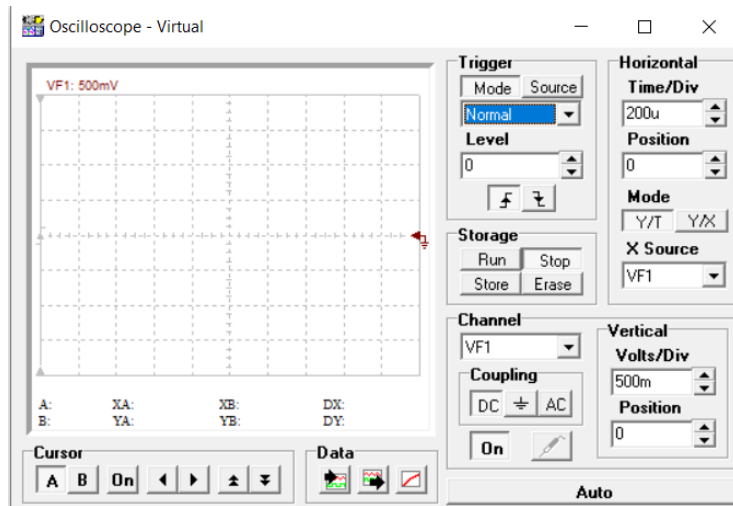 Oscilloscope - Virtual
VF1: 500mV
A: XA: XB: DX:
B: YA: YB: DY:
Cursor
A B On
Data
Trigger
Mode Source
Normal
Level
0
Storage
Run Stop
Store Erase
Channel
VF1
Coupling
DC AC
On
Horizontal
Time/Div
200u
Position
0
Mode
Y/T Y/X
X Source
VF1
Vertical
Volts/Div
500m
Position
0
Auto